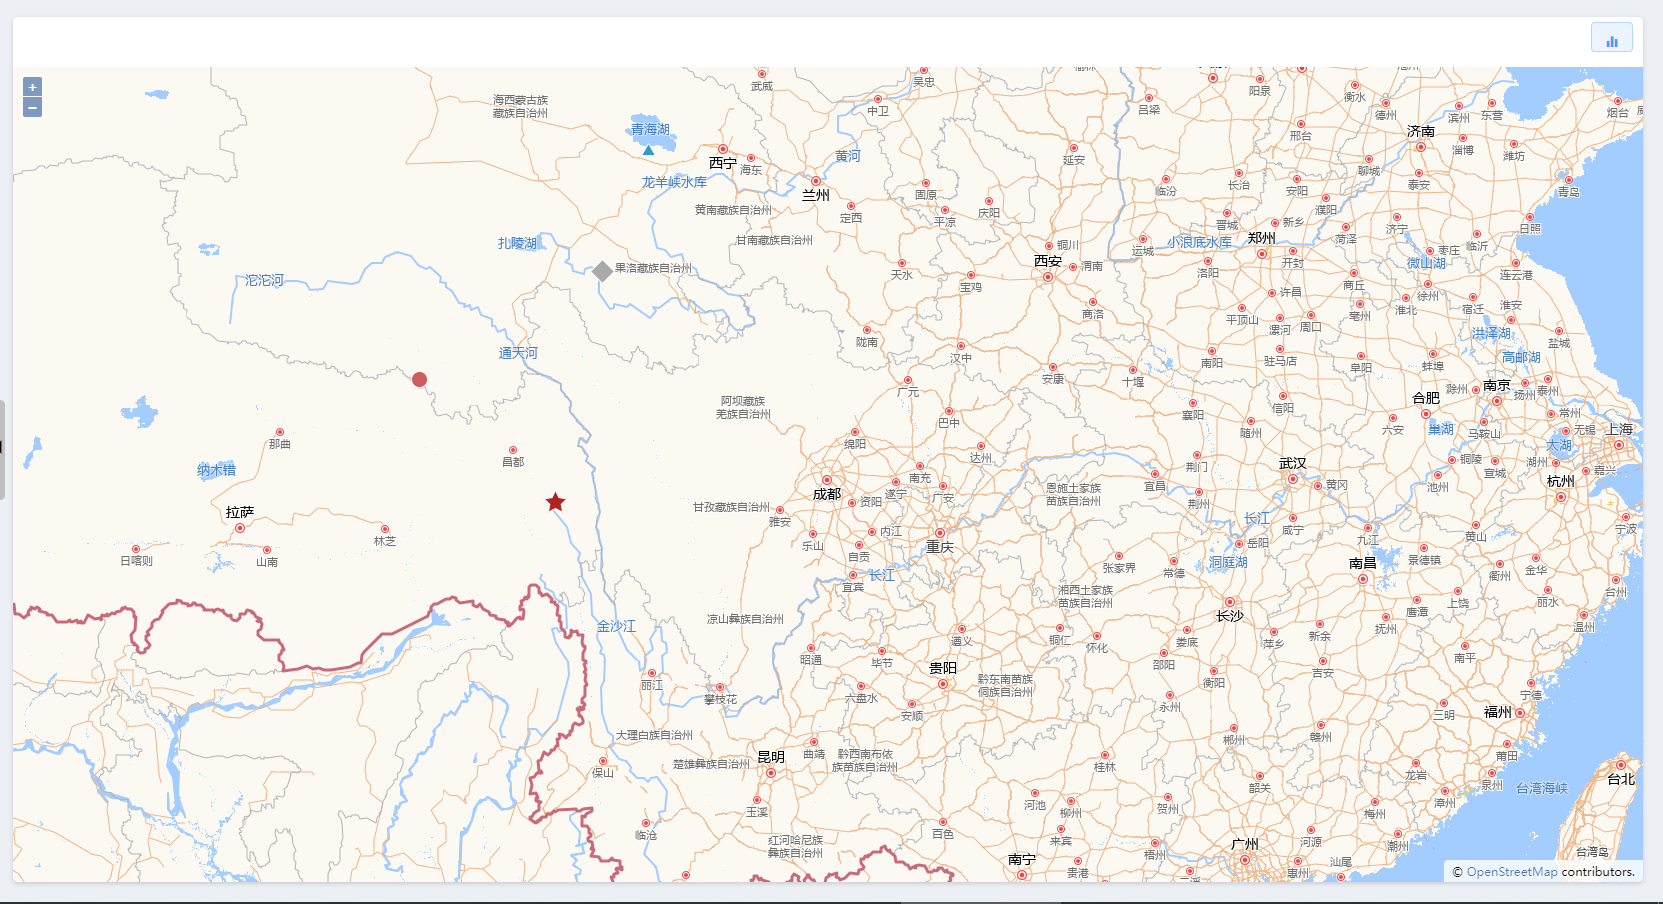 +
−
武威
吴忠
榆林
阳泉
衡水
沧州
烟台
海西蒙古族
藏族自治州
中卫
吕梁
德州
滨州
东营
青海湖
邢台
济南
淄博
潍坊
西宁
海东
黄河
延安
聊城
龙羊峡水库
兰州
固原
临汾
长治
安阳
泰安
青岛
黄南藏族自治州
定西
平凉
庆阳
晋城
新乡
濮阳
菏泽
济宁
日照
扎陵湖
甘南藏族自治州
铜川
运城
小浪底水库
郑州
枣庄
临沂
果洛藏族自治州
天水
西安
渭南
洛阳
开封
微山湖
连云港
沱沱河
宝鸡
商丘
徐州
许昌
亳州
淮北
宿迁
淮安
商洛
平顶山
漯河
周口
洪泽湖
盐城
通天河
陇南
汉中
南阳
驻马店
阜阳
蚌埠
高邮湖
广元
安康
十堰
滁州
南京
扬州
泰州
阿坝藏族
羌族自治州
巴中
襄阳
信阳
合肥
常州
那曲
绵阳
随州
六安
巢湖
马鞍山
无锡
上海
昌都
达州
太湖
纳木错
南充
荆门
武汉
铜陵
宣城
湖州
嘉兴
成都
遂宁
广安
恩施土家族
苗族自治州
宜昌
黄冈
池州
杭州
甘孜藏族自治州
资阳
荆州
拉萨
雅安
长江
咸宁
宁波
林芝
乐山
内江
重庆
岳阳
九江
黄山
日喀则
山南
自贡
张家界
常德
洞庭湖
南昌
景德镇
衢州
金华
宜宾
长江
湘西土家族
苗族自治州
上饶
丽水
台州
凉山彝族自治州
长沙
鹰潭
金沙江
遵义
铜仁
怀化
娄底
萍乡
新余
抚州
温州
昭通
毕节
贵阳
邵阳
吉安
南平
丽江
攀枝花
六盘水
黔东南苗族
侗族自治州
衡阳
宁德
安顺
永州
三明
福州
大理白族自治州
郴州
赣州
楚雄彝族自治州
昆明
曲靖
黔西南布依
族苗族自治州
桂林
莆田
保山
龙岩
泉州
台湾海峡
台北
玉溪
河池
柳州
贺州
韶关
梅州
漳州
临沧
红河哈尼族
彝族自治州
百色
来宾
梧州
广州
河源
潮州
台湾岛
南宁
贵港
惠州
汕尾
© OpenStreetMap contributors.